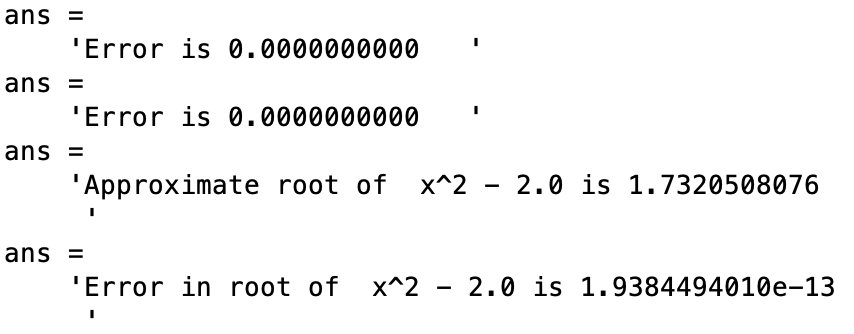 ans =
'Error is 0.0000000000   '
ans =
'Error is 0.0000000000   '
ans =
'Approximate root of  x^2 - 2.0 is 1.7320508076
'
ans =
'Error in root of  x^2 - 2.0 is 1.9384494010e-13
'